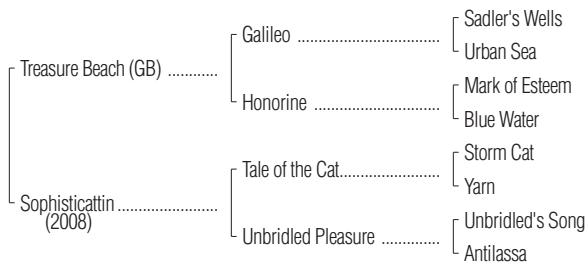 Sadler's Wells
Galileo ..................................
Urban Sea
Treasure Beach (GB) ............
Mark of Esteem
Honorine ..............................
Blue Water
Storm Cat
Tale of the Cat.......................
Yarn
Sophisticattin ........................
(2008)
Unbridled's Song
Unbridled Pleasure ..............
Antilassa